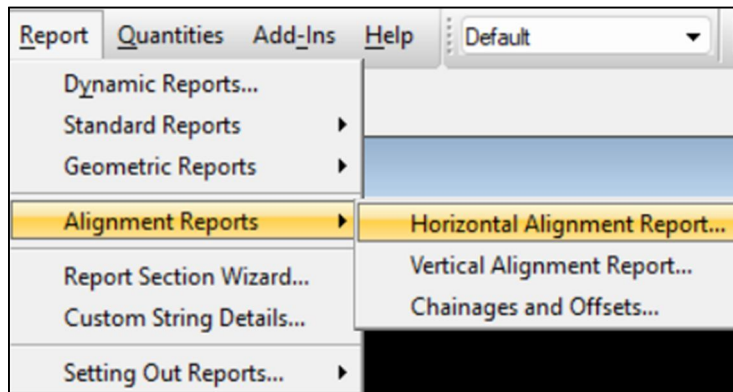 Report Quantities Add-Ins Help Default
Dynamic Reports...
Standard Reports
Geometric Reports
Alignment Reports
Horizontal Alignment Report...
Vertical Alignment Report...
Chainages and Offsets...
Report Section Wizard...
Custom String Details...
Setting Out Reports...